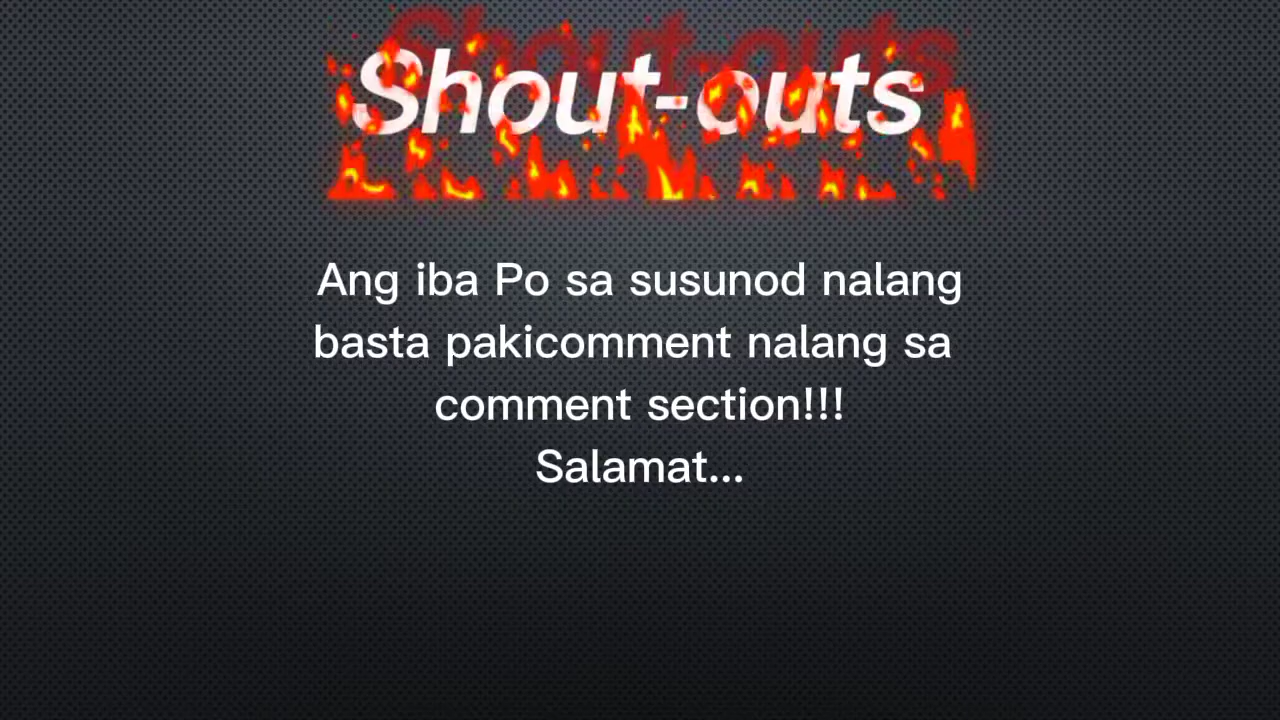 Shout-outs
Ang iba Po sa susunod nalang
basta pakicomment nalang sa
comment section!!!
Salamat...